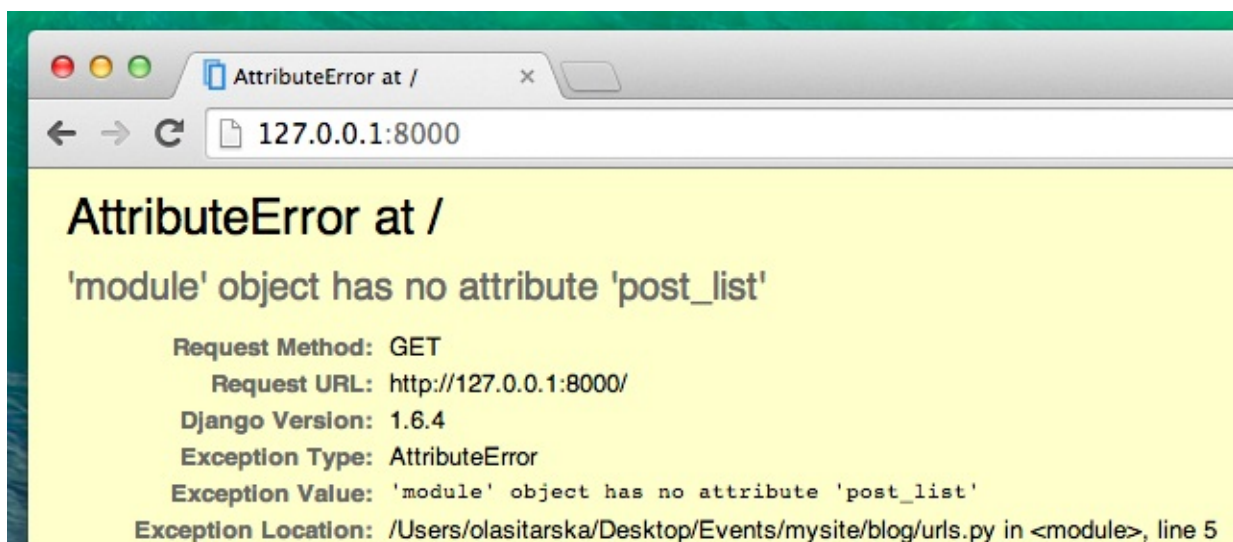 AttributeError at /
127.0.0.1:8000
AttributeError at /
'module' object has no attribute 'post_list'
Request Method: GET
Request URL: http://127.0.0.1:8000/
Django Version: 1.6.4
Exception Type: AttributeError
Exception Value: 'module' object has no attribute 'post_list'
Exception Location: /Users/olasitarska/Desktop/Events/mysite/blog/urls.py in <module>, line 5